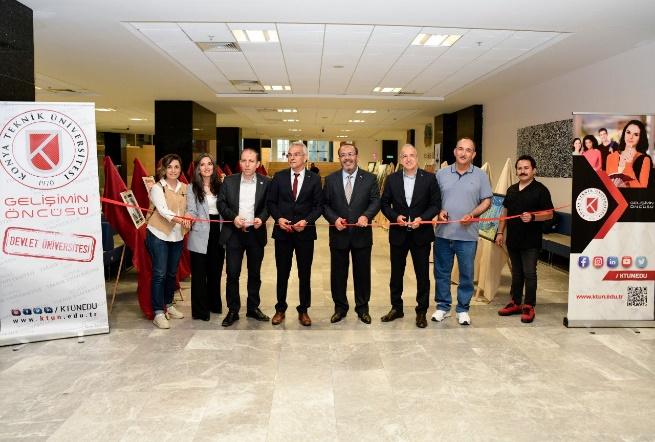 KONYA TEKNİK ÜNİVERSİTESİ
1970
GELİŞİMİN
ÖNCÜSÜ
DEVLET ÜNİVERSİTESİ
/ KTUNEDU
www.ktun.edu.tr
GELİŞİMİN
ÖNCÜSÜ
/ KTUNEDU
www.ktun.edu.tr